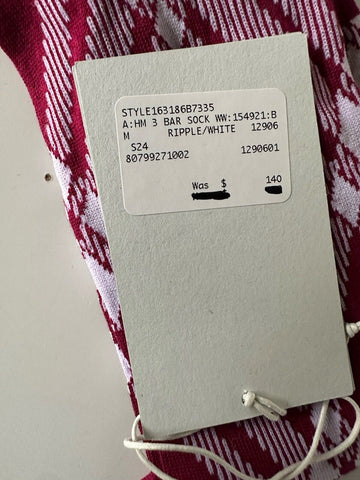 STYLE163186B7335
A:HM 3 BAR SOCK WW:154921:B
M RIPPLE/WHITE 12906
S24
80799271002 1290601
Was $ 140